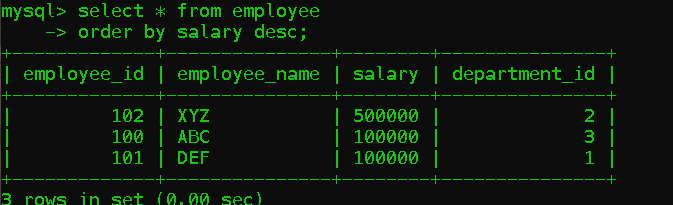 mysql> select * from employee
    -> order by salary desc;
+-------------+---------------+--------+---------------+
| employee_id | employee_name | salary | department_id |
+-------------+---------------+--------+---------------+
|         102 | XYZ           | 500000 |             2 |
|         100 | ABC           | 100000 |             3 |
|         101 | DEF           | 100000 |             1 |
+-------------+---------------+--------+---------------+
3 rows in set (0.00 sec)